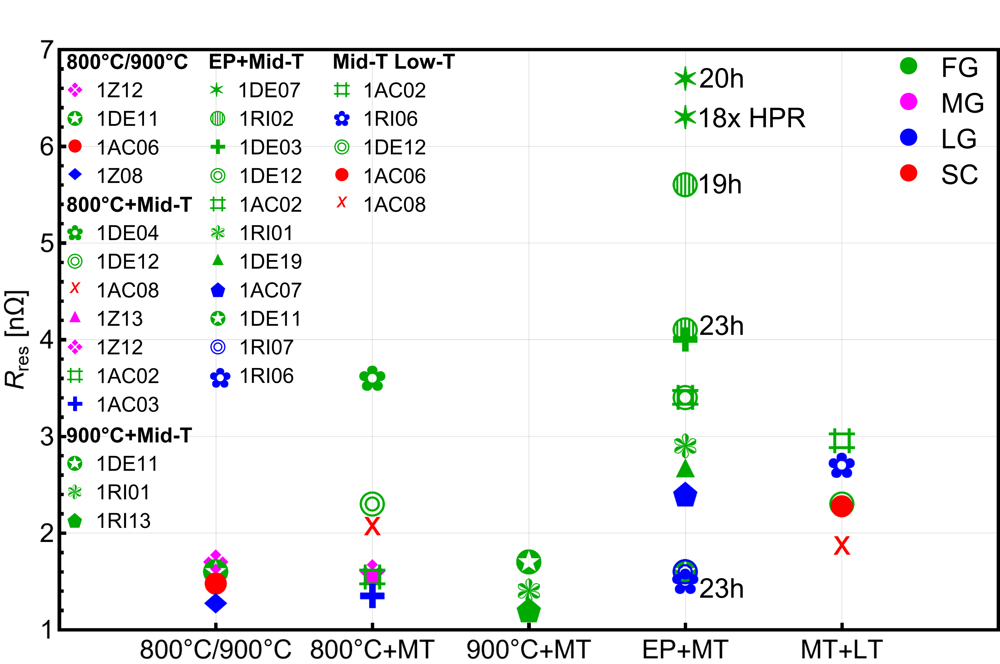 7
6
5
4
3
2
1
Rres [nΩ]
800°C/900°C
1Z12
1DE11
1AC06
1Z08
800°C+Mid-T
1DE04
1DE12
1AC08
1Z13
1Z12
1AC02
1AC03
900°C+Mid-T
1DE11
1RI01
1RI13
EP+Mid-T
1DE07
1RI02
1DE03
1DE12
1AC02
1RI01
1DE19
1AC07
1DE11
1RI07
1RI06
Mid-T Low-T
1AC02
1RI06
1DE12
1AC06
1AC08
20h
18x HPR
19h
23h
23h
FG
MG
LG
SC
800°C/900°C
800°C+MT
900°C+MT
EP+MT
MT+LT